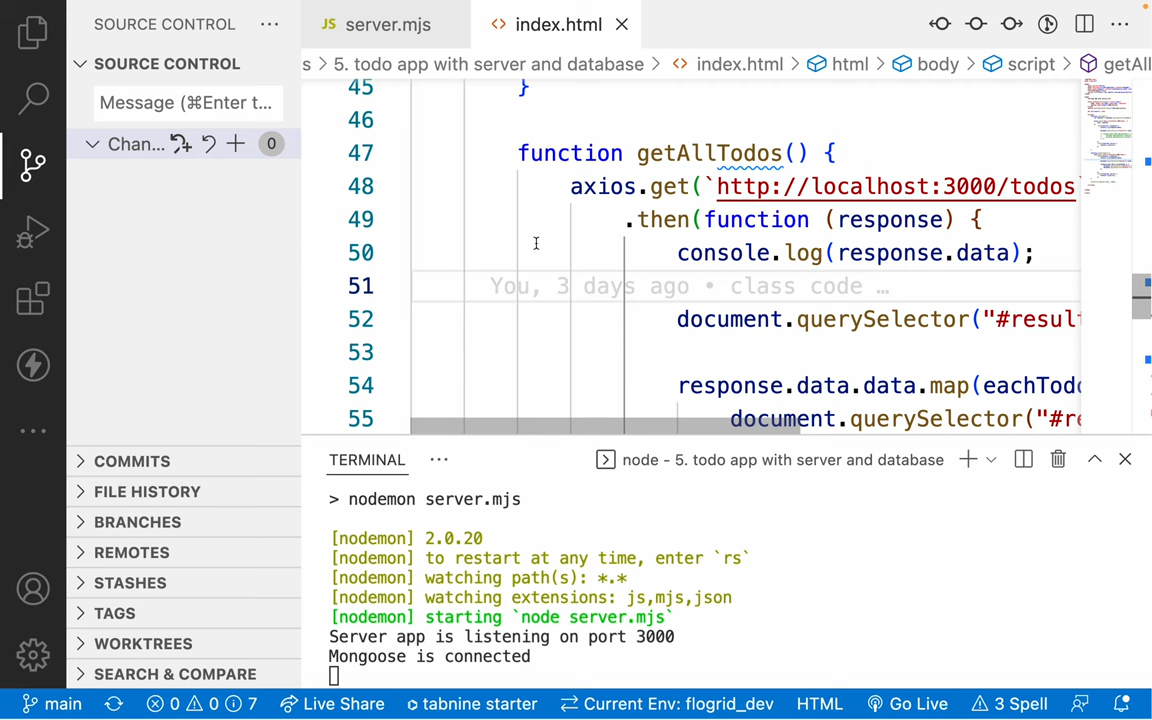 SOURCE CONTROL ···
JS server.mjs
<> index.html
SOURCE CONTROL
s > 5. todo app with server and database > <> index.html > html > body > script > getAll
Message (⌘Enter t...
Chan... 0
45 }
46
47 function getAllTodos() {
48 axios.get(`http://localhost:3000/todos`
49 .then(function (response) {
50 console.log(response.data);
51 You, 3 days ago • class code …
52 document.querySelector("#result
53
54 response.data.data.map(eachTodo
55 document.querySelector("#re
COMMITS
FILE HISTORY
BRANCHES
REMOTES
STASHES
TAGS
WORKTREES
SEARCH & COMPARE
TERMINAL ···
node - 5. todo app with server and database
> nodemon server.mjs
[nodemon] 2.0.20
[nodemon] to restart at any time, enter `rs`
[nodemon] watching path(s): *.*
[nodemon] watching extensions: js,mjs,json
[nodemon] starting `node server.mjs`
Server app is listening on port 3000
Mongoose is connected
main 0 0 7 Live Share tabnine starter Current Env: flogrid_dev HTML Go Live 3 Spell